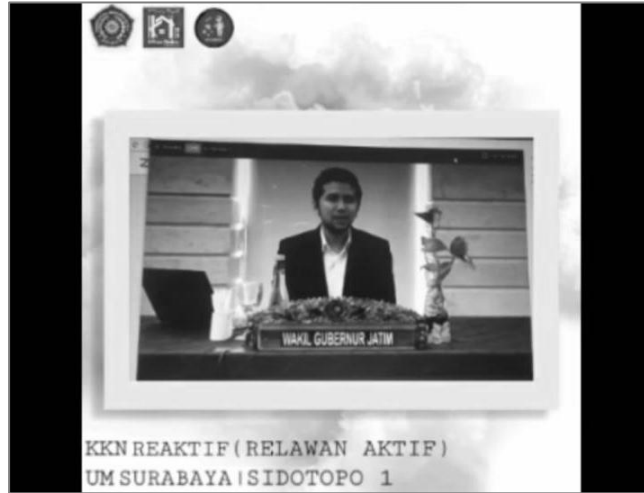 WAKIL GUBERNUR JATIM
KKN REAKTIF(RELAWAN AKTIF)
UM SURABAYA|SIDOTOPO 1